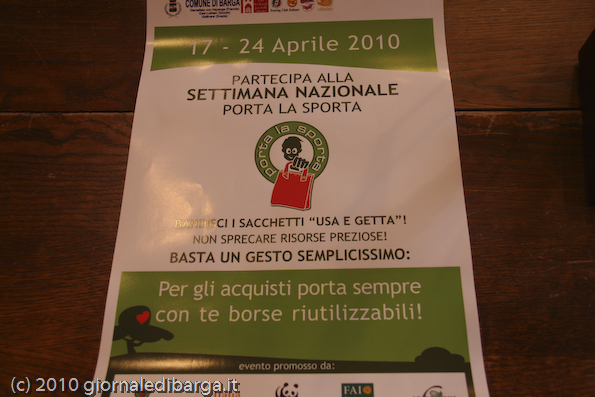 COMUNE DI BARGA
17 - 24 Aprile 2010
PARTECIPA ALLA
SETTIMANA NAZIONALE
PORTA LA SPORTA
porta la sporta
BANDISCI I SACCHETTI “USA E GETTA”!
NON SPRECARE RISORSE PREZIOSE!
BASTA UN GESTO SEMPLICISSIMO:
Per gli acquisti porta sempre
con te borse riutilizzabili!
evento promosso da:
FAI
(c) 2010 giornaledibarga.it